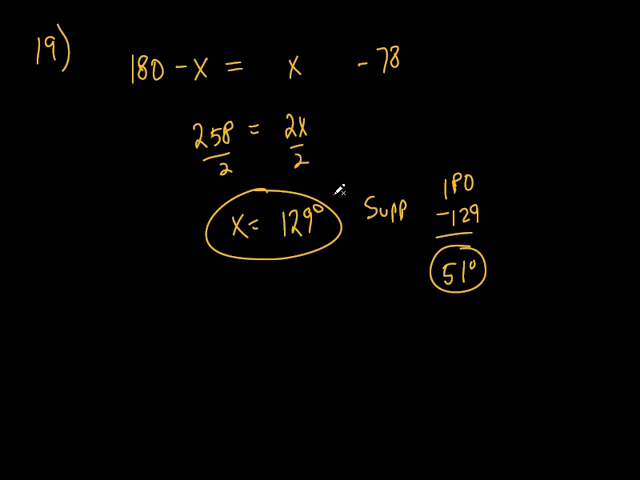 19)
180 - x = x - 78
258 = 2x
2 2
x = 129°
Supp 180
-129
51°